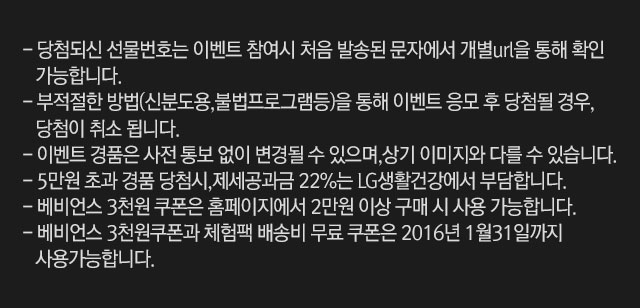 - 당첨되신 선물번호는 이벤트 참여시 처음 발송된 문자에서 개별url을 통해 확인
가능합니다.
- 부적절한 방법(신분도용,불법프로그램등)을 통해 이벤트 응모 후 당첨될 경우,
당첨이 취소 됩니다.
- 이벤트 경품은 사전 통보 없이 변경될 수 있으며,상기 이미지와 다를 수 있습니다.
- 5만원 초과 경품 당첨시,제세공과금 22%는 LG생활건강에서 부담합니다.
- 베비언스 3천원 쿠폰은 홈페이지에서 2만원 이상 구매 시 사용 가능합니다.
- 베비언스 3천원쿠폰과 체험팩 배송비 무료 쿠폰은 2016년 1월31일까지
사용가능합니다.